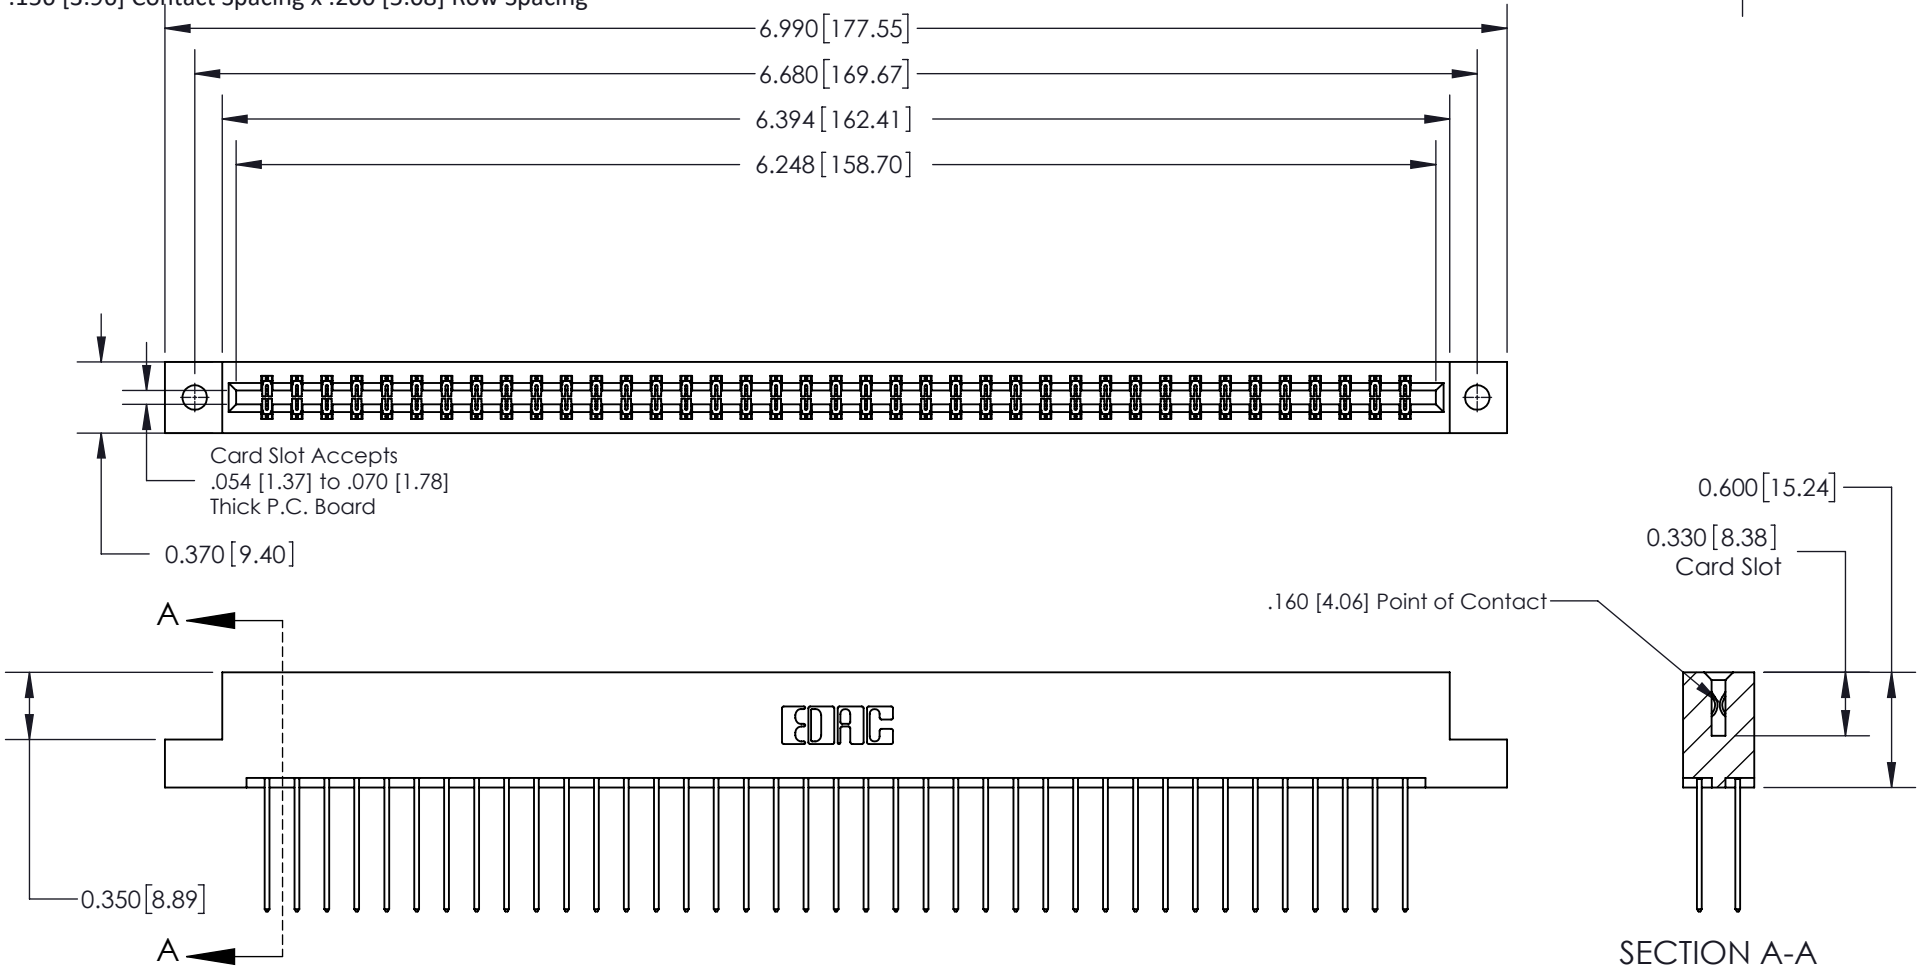 .156 [3.96] Contact Spacing x .200 [5.08] Row Spacing
6.990[177.55]
6.680[169.67]
6.394[162.41]
6.248[158.70]
Card Slot Accepts
.054 [1.37] to .070 [1.78]
Thick P.C. Board
0.370[9.40]
0.600[15.24]
0.330[8.38]
Card Slot
.160 [4.06] Point of Contact
A
EDAC
0.350[8.89]
A
SECTION A-A